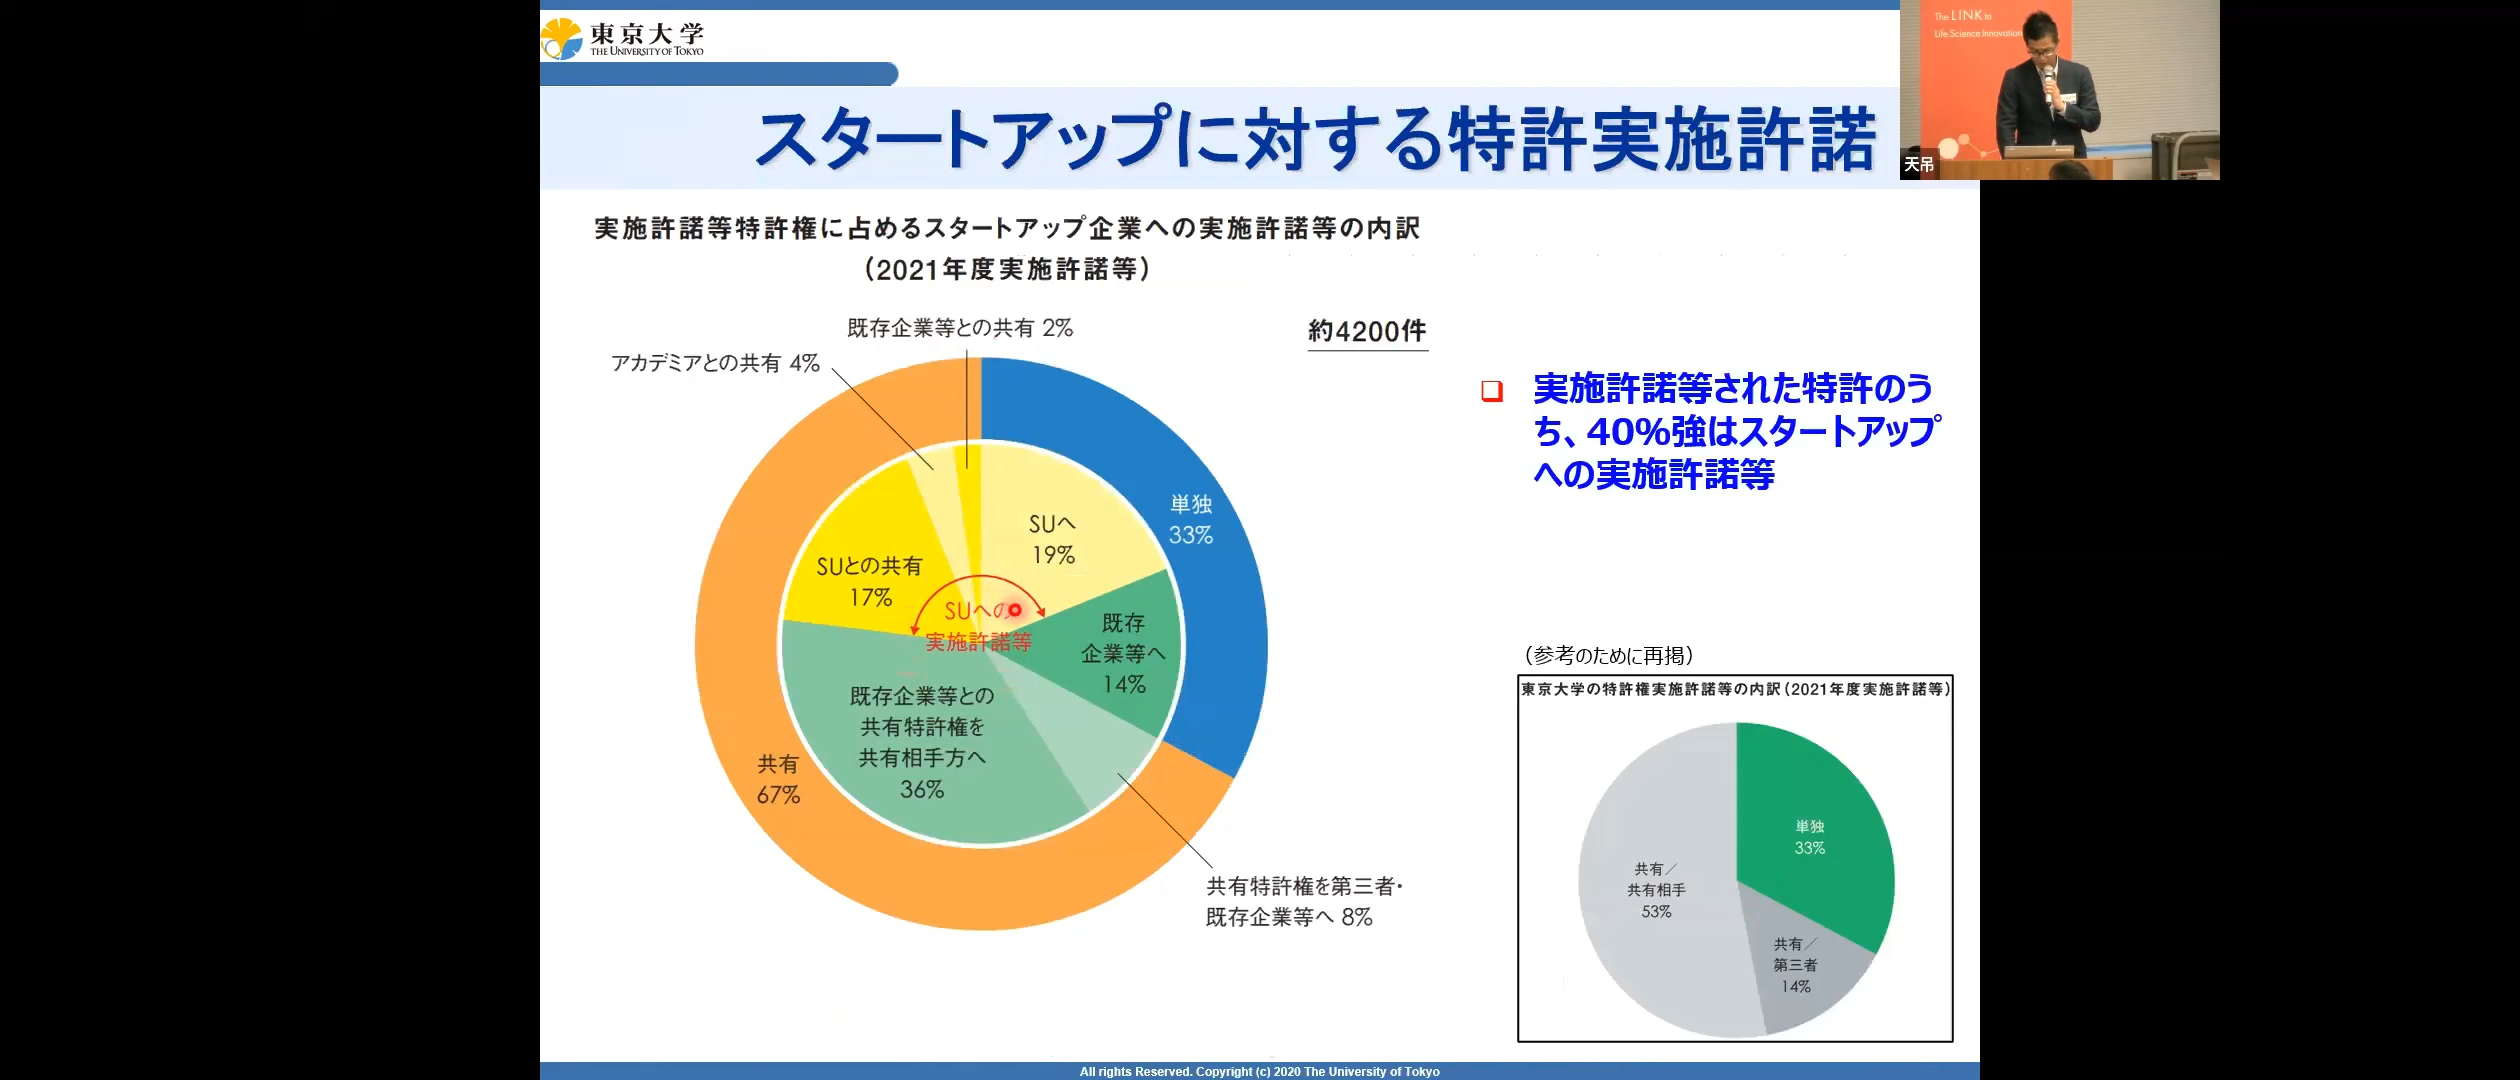 東京大学
THE UNIVERSITY OF TOKYO
The LINK to
Life Science Innovation
天吊
スタートアップに対する特許実施許諾
実施許諾等特許権に占めるスタートアップ企業への実施許諾等の内訳
（2021年度実施許諾等）
約4200件
既存企業等との共有 2%
アカデミアとの共有 4%
単独
33%
SUへ
19%
SUとの共有
17%
SUへの
実施許諾等
既存
企業等へ
14%
既存企業等との
共有特許権を
共有相手方へ
36%
共有
67%
共有特許権を第三者・
既存企業等へ 8%
❑ 実施許諾等された特許のう
ち、40%強はスタートアップ
への実施許諾等
（参考のために再掲）
東京大学の特許権実施許諾等の内訳（2021年度実施許諾等）
単独
33%
共有／
共有相手
53%
共有／
第三者
14%
All rights Reserved. Copyright (c) 2020 The University of Tokyo